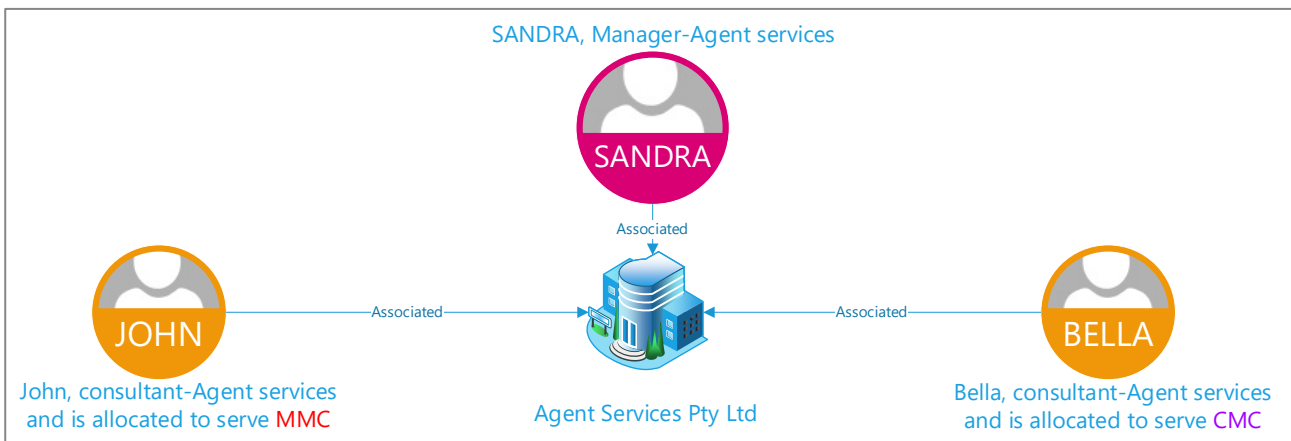 SANDRA, Manager-Agent services
SANDRA
Associated
JOHN
Associated
Associated
BELLA
John, consultant-Agent services
and is allocated to serve MMC
Agent Services Pty Ltd
Bella, consultant-Agent services
and is allocated to serve CMC